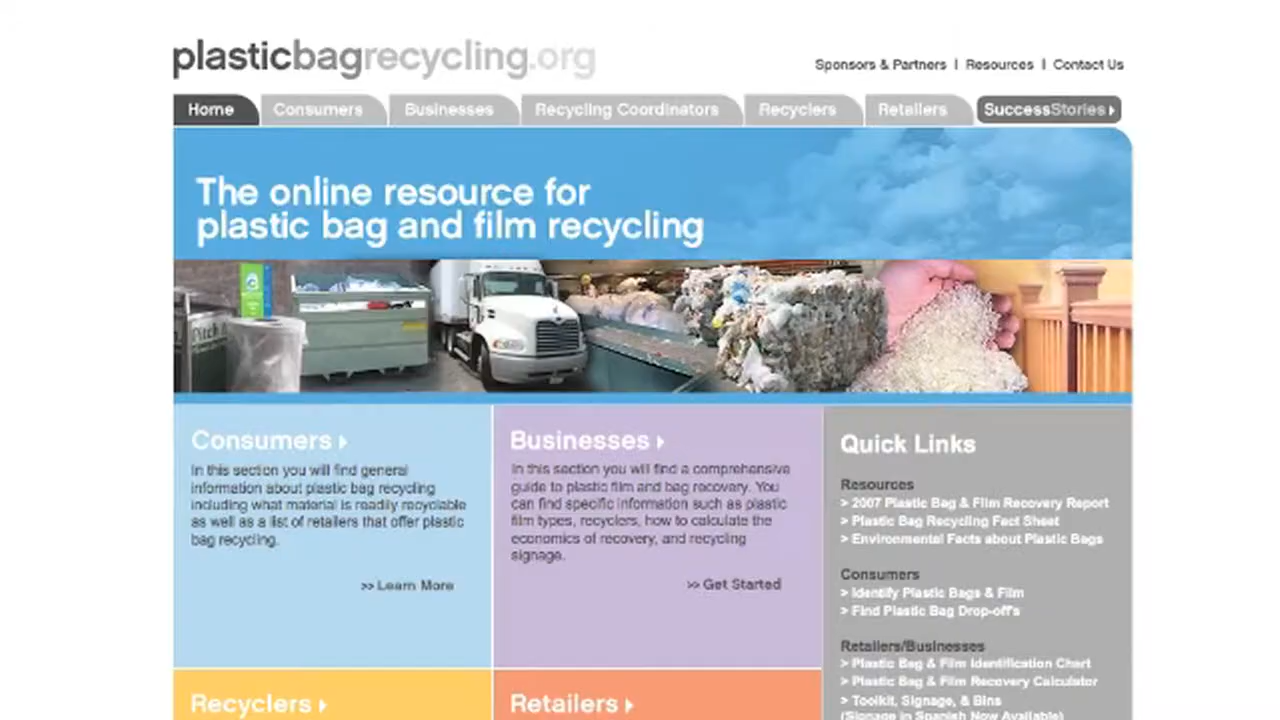 plasticbagrecycling.org
Sponsors & Partners | Resources | Contact Us
Home
Consumers
Businesses
Recycling Coordinators
Recyclers
Retailers
SuccessStories
The online resource for
plastic bag and film recycling
Consumers
In this section you will find general
information about plastic bag recycling
including what material is readily recyclable
as well as a list of retailers that offer plastic
bag recycling.
>> Learn More
Businesses
In this section you will find a comprehensive
guide to plastic film and bag recovery. You
can find specific information such as plastic
film types, recyclers, how to calculate the
economics of recovery, and recycling
signage.
>> Get Started
Quick Links
Resources
> 2007 Plastic Bag & Film Recovery Report
> Plastic Bag Recycling Fact Sheet
> Environmental Facts about Plastic Bags
Consumers
> Identify Plastic Bags & Film
> Find Plastic Bag Drop-off's
Retailers/Businesses
> Plastic Bag & Film Identification Chart
> Plastic Bag & Film Recovery Calculator
> Toolkit, Signage, & Bins
(Signage in Spanish Now Available)
Recyclers
Retailers